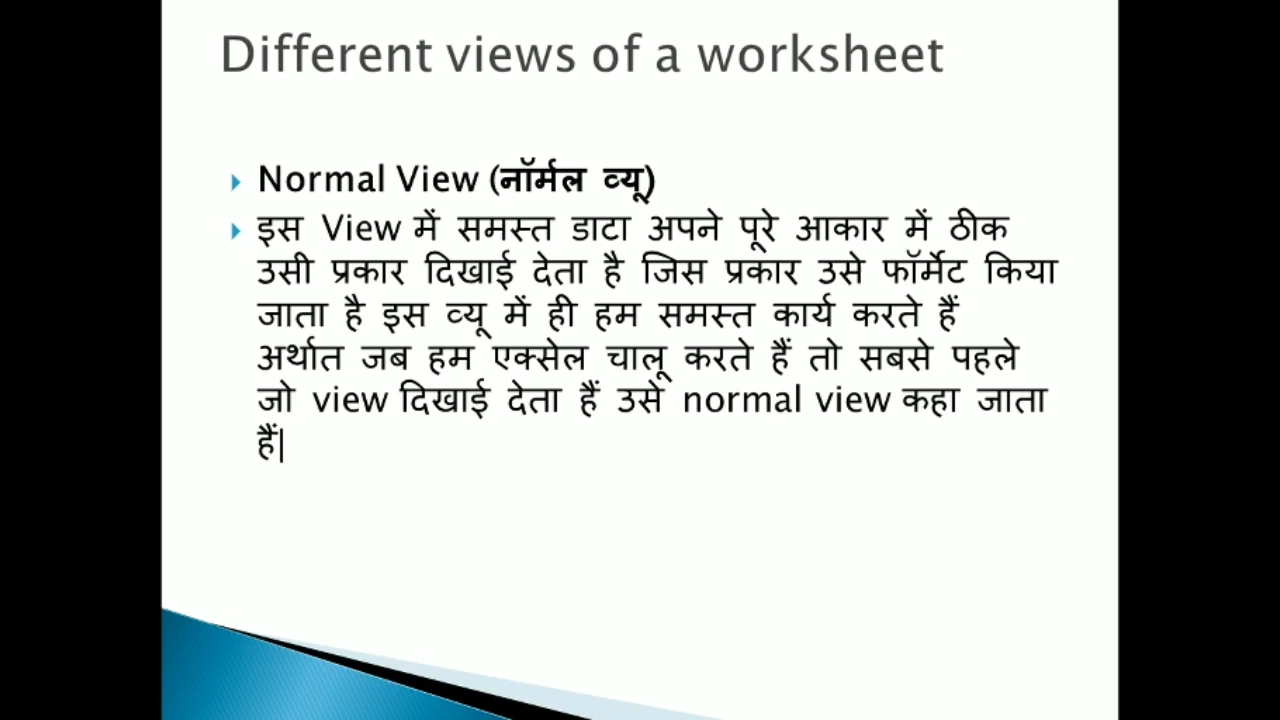 Different views of a worksheet
Normal View (नॉर्मल व्यू)
इस View में समस्त डाटा अपने पूरे आकार में ठीक
उसी प्रकार दिखाई देता है जिस प्रकार उसे फॉर्मेट किया
जाता है इस व्यू में ही हम समस्त कार्य करते हैं
अर्थात जब हम एक्सेल चालू करते हैं तो सबसे पहले
जो view दिखाई देता हैं उसे normal view कहा जाता
हैं|